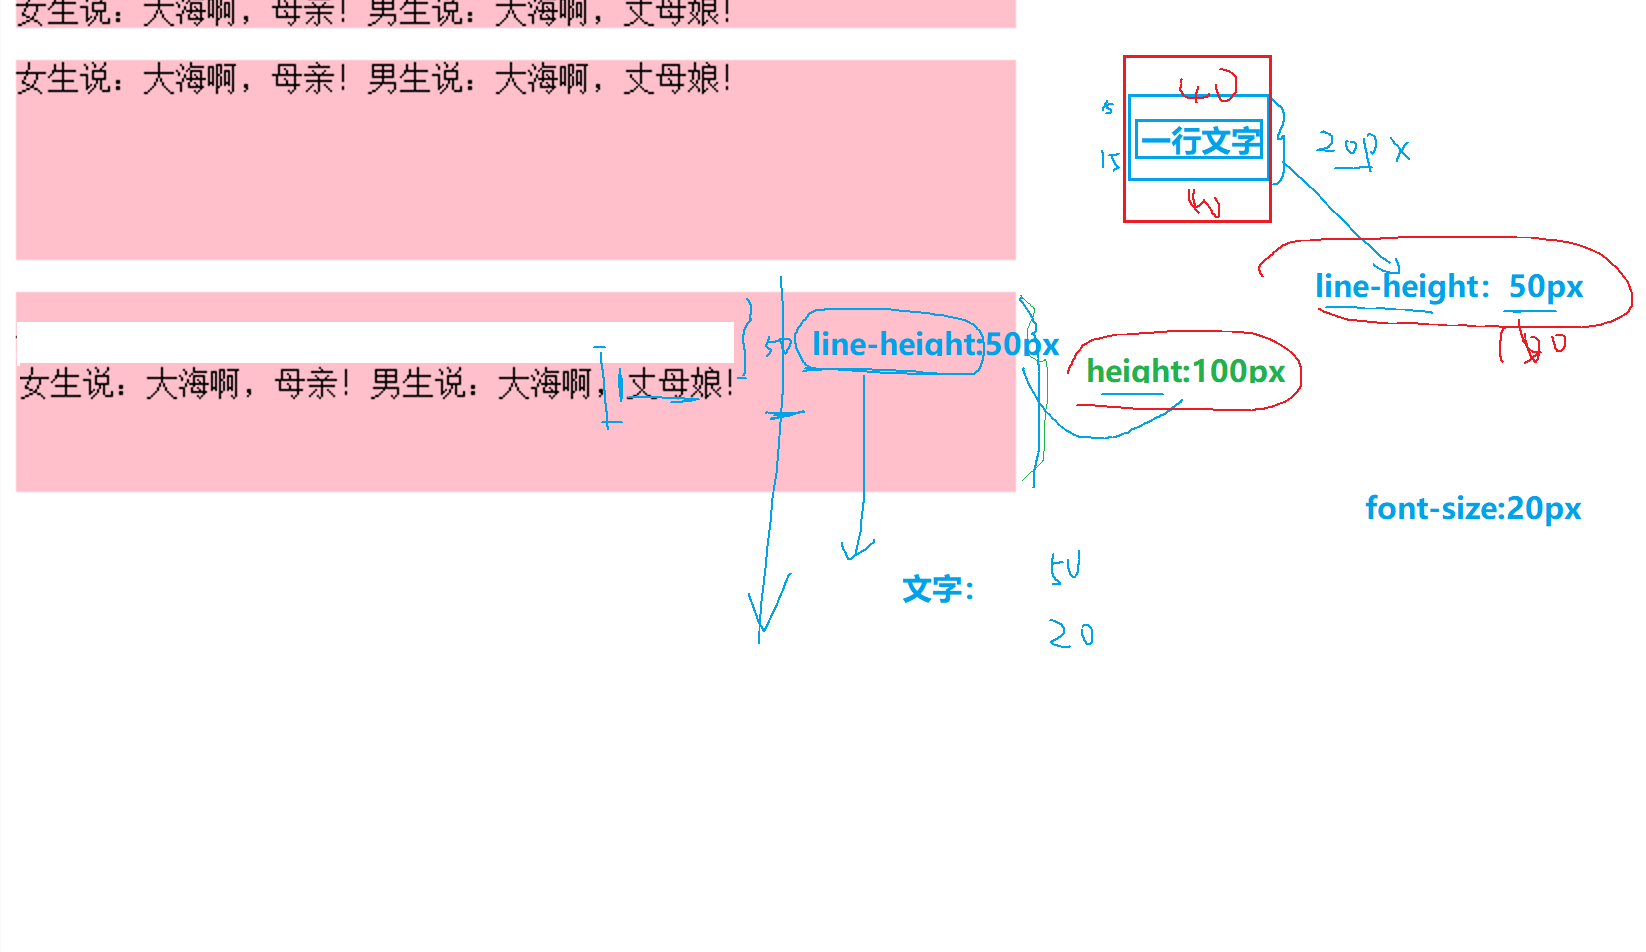 女生说：大海啊，母亲！男生说：大海啊，丈母娘！
女生说：大海啊，母亲！男生说：大海啊，丈母娘！
40
15
一行文字
20px
15
40
line-height：50px
50
line-height:50px
100
height:100px
女生说：大海啊，母亲！男生说：大海啊，丈母娘！
font-size:20px
文字：
50
20